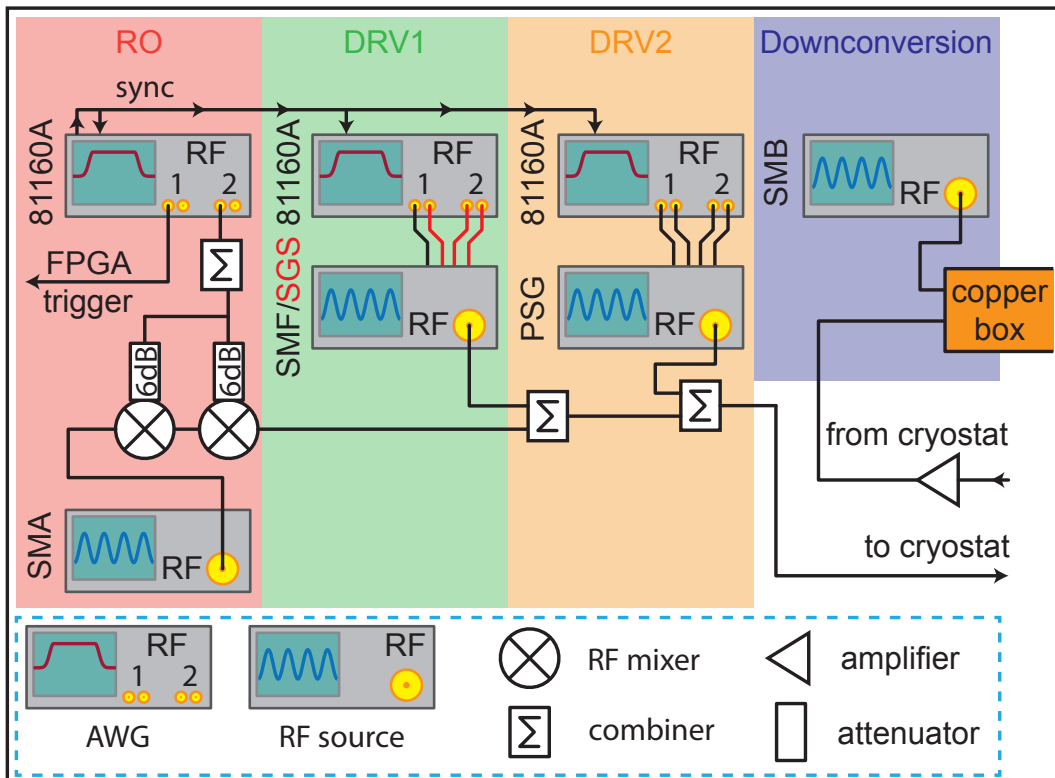 RO
DRV1
DRV2
Downconversion
sync
81160A
RF
1
2
81160A
RF
1
2
81160A
RF
1
2
SMB
RF
FPGA
trigger
Σ
SMF/SGS
RF
PSG
RF
copper
box
6dB
6dB
Σ
Σ
from cryostat
SMA
RF
to cryostat
RF
1
2
AWG
RF
RF source
RF mixer
amplifier
Σ
combiner
attenuator